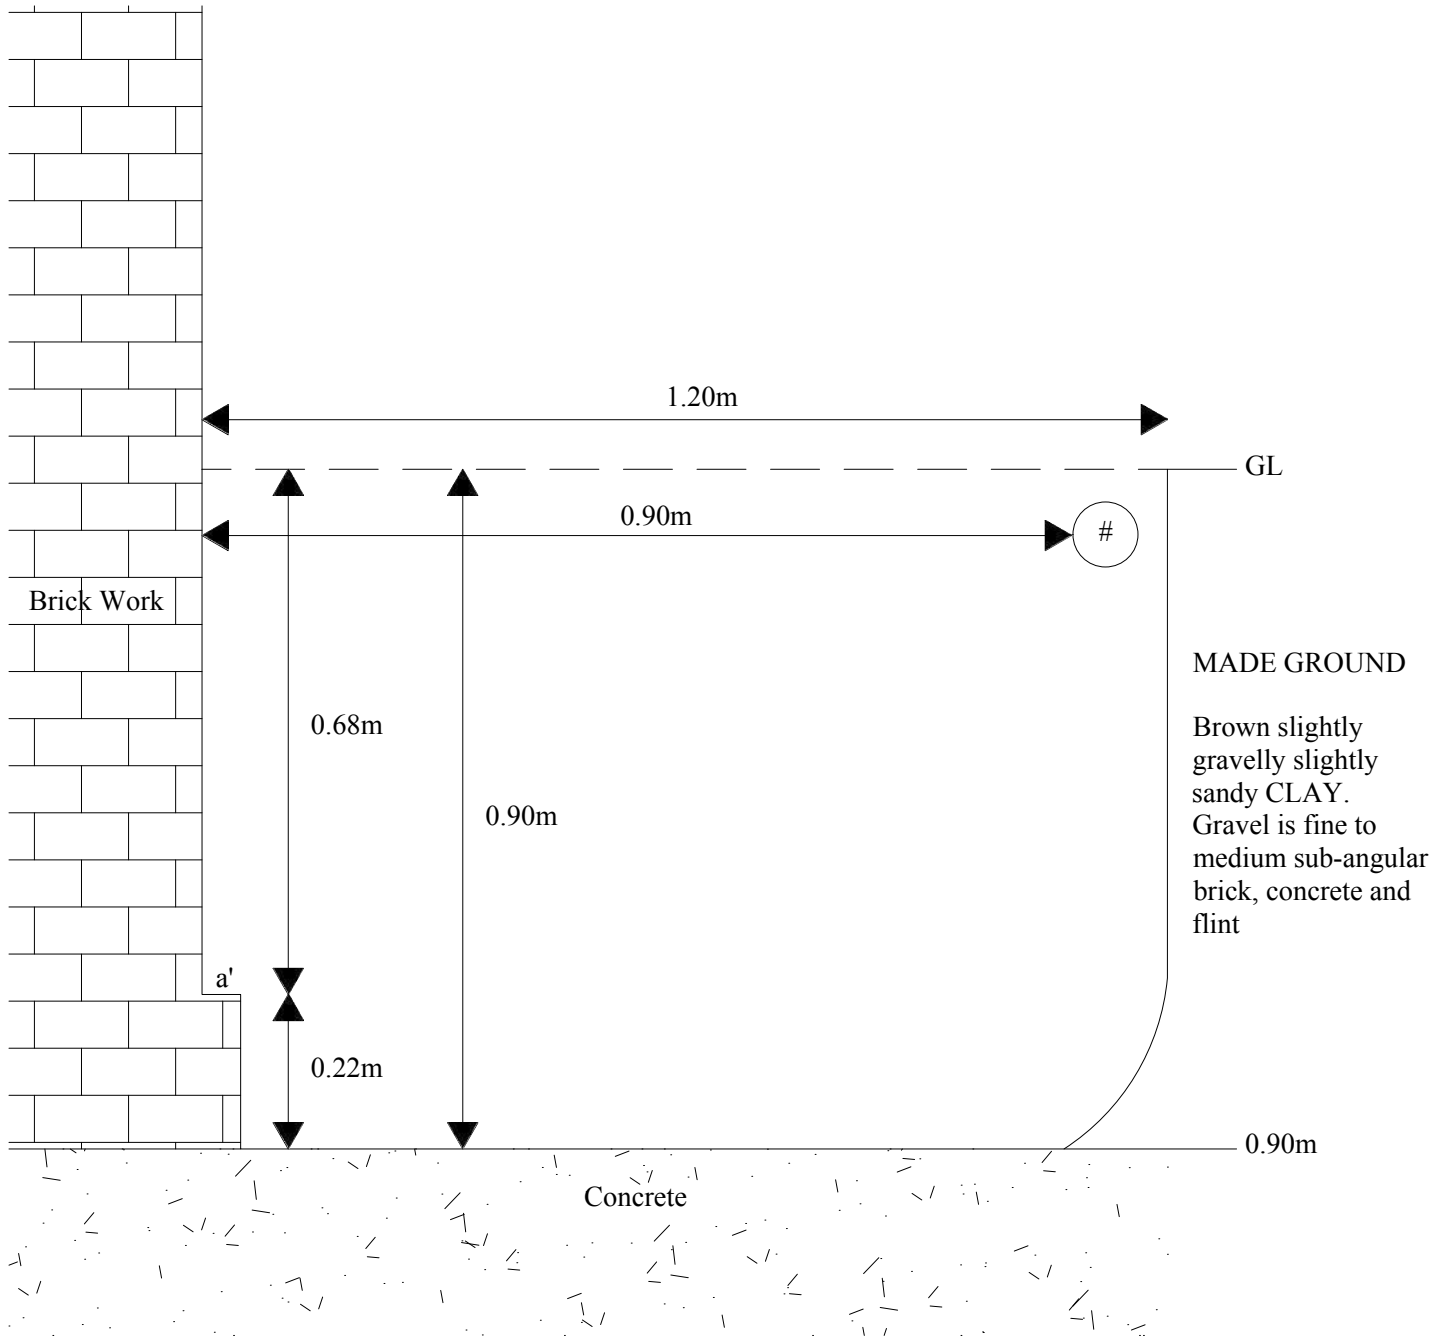 1.20m
GL
0.90m
#
Brick Work
MADE GROUND
0.68m
Brown slightly
gravelly slightly
sandy CLAY.
Gravel is fine to
medium sub-angular
brick, concrete and
flint
0.90m
a'
0.22m
0.90m
Concrete